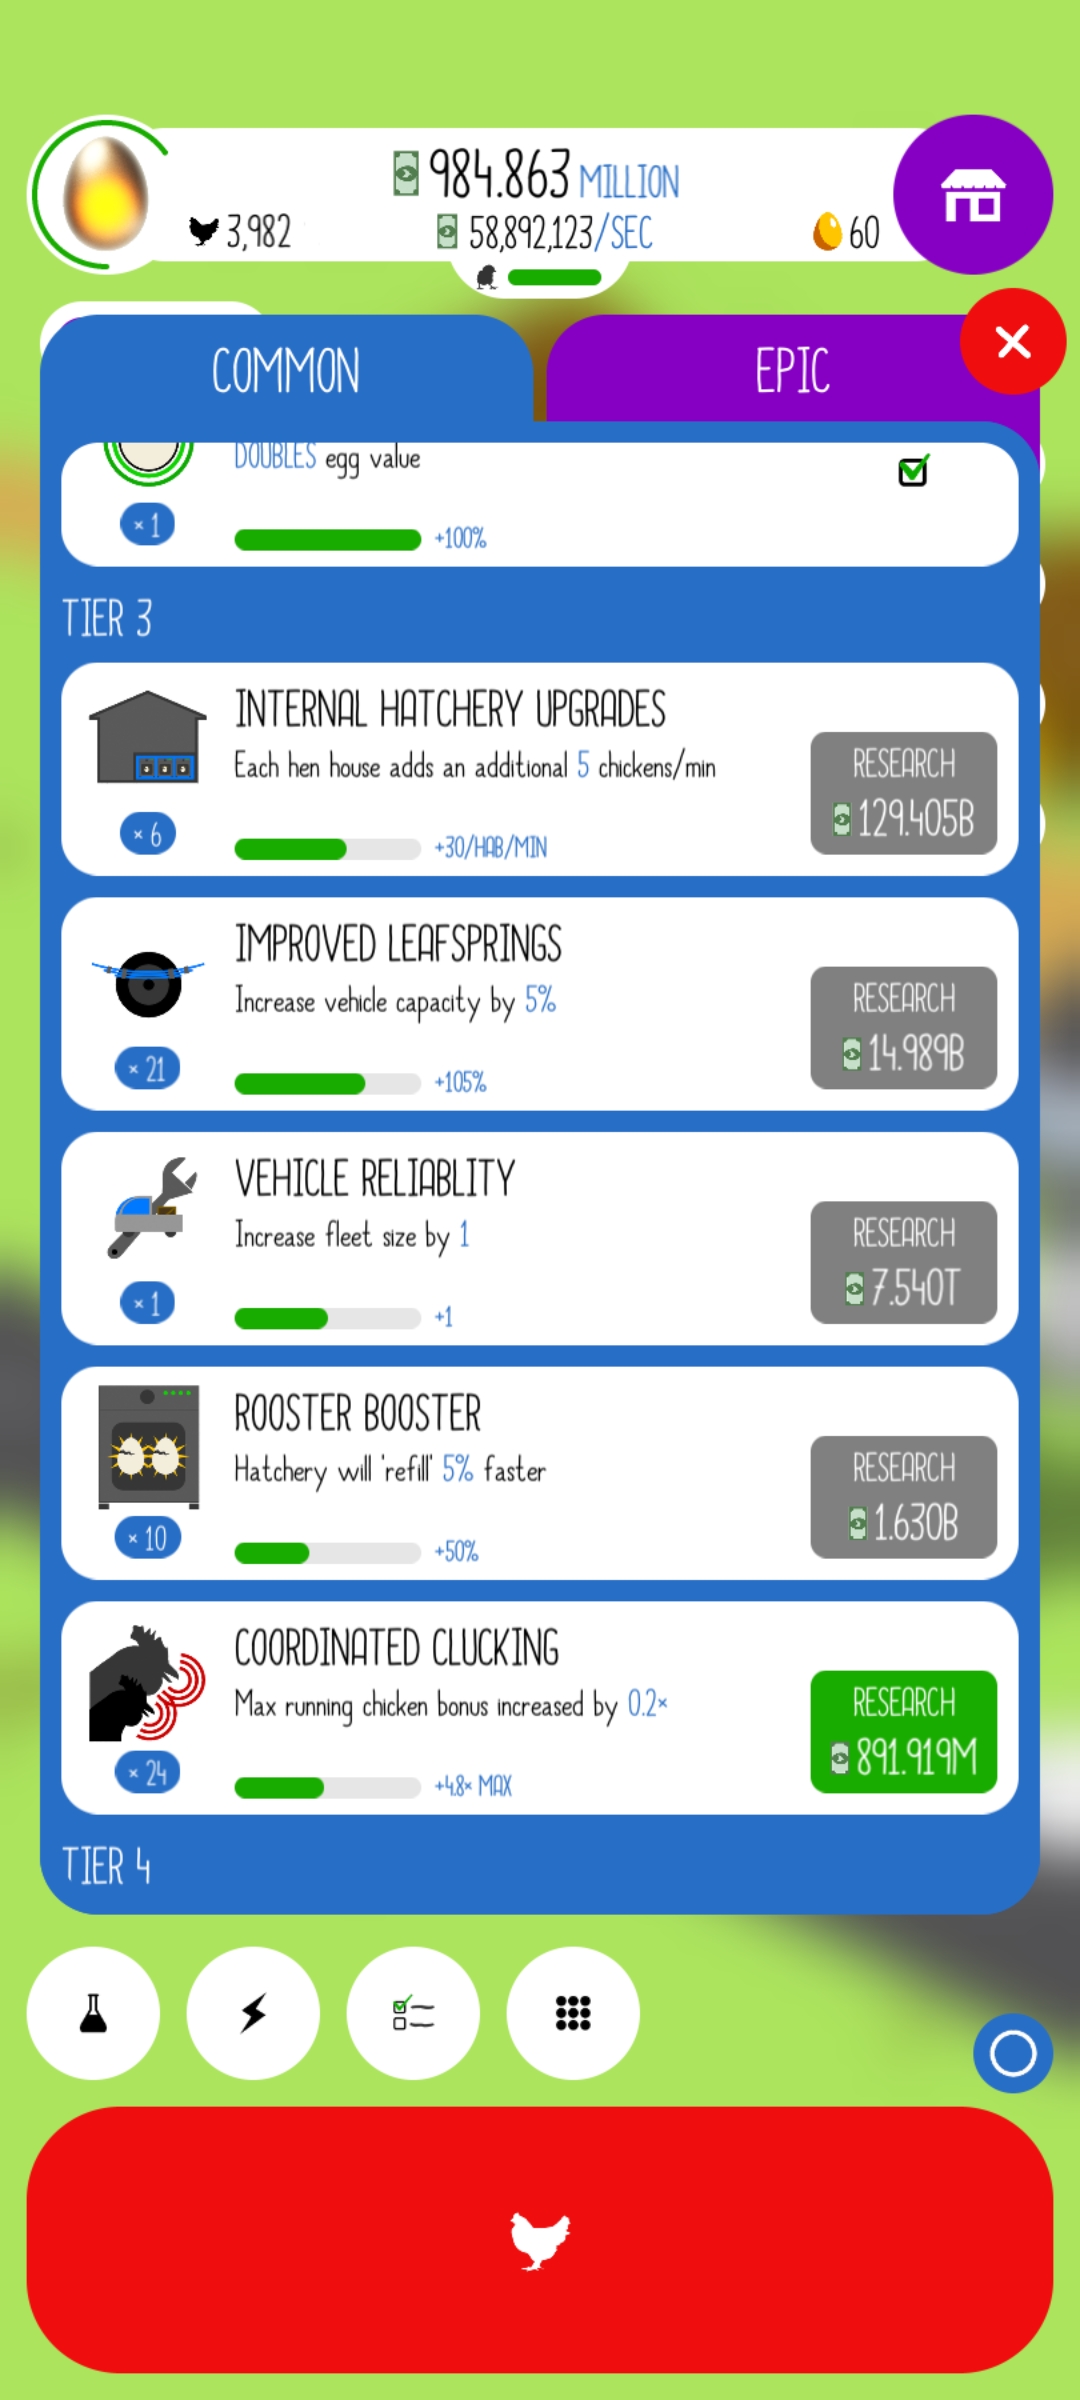 984.863 MILLION
3,982
58,892,123/SEC
60
COMMON
EPIC
DOUBLES egg value
× 1
+100%
TIER 3
INTERNAL HATCHERY UPGRADES
Each hen house adds an additional 5 chickens/min
RESEARCH
129.405B
× 6
+30/HAB/MIN
IMPROVED LEAFSPRINGS
Increase vehicle capacity by 5%
RESEARCH
14.989B
× 21
+105%
VEHICLE RELIABLITY
Increase fleet size by 1
RESEARCH
7.540T
× 1
+1
ROOSTER BOOSTER
Hatchery will 'refill' 5% faster
RESEARCH
1.630B
× 10
+50%
COORDINATED CLUCKING
Max running chicken bonus increased by 0.2×
RESEARCH
891.919M
× 24
+4.8× MAX
TIER 4